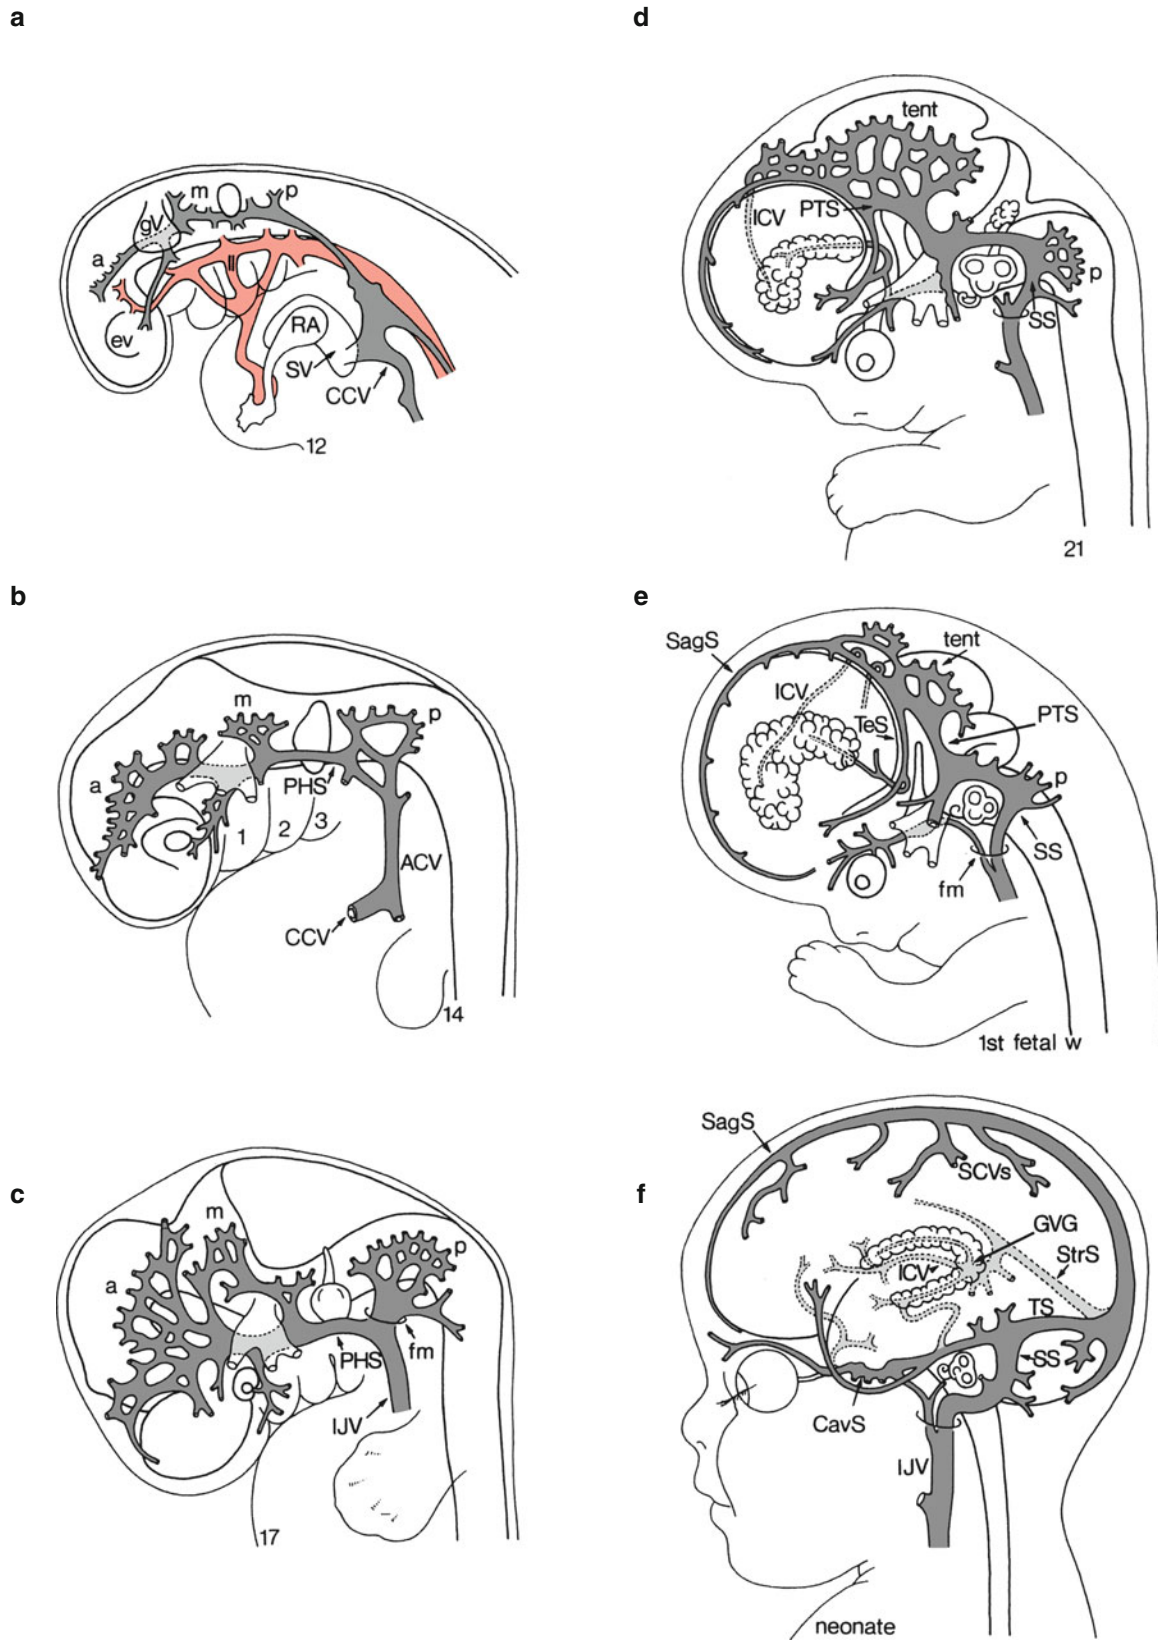 a
m
p
gV
a
II
ev
RA
SV
CCV
12
b
m
p
a
PHS
1
2
3
ACV
CCV
14
c
m
p
a
fm
PHS
IJV
17
d
tent
ICV
PTS
p
SS
21
e
SagS
tent
ICV
TeS
PTS
p
SS
fm
1st fetal w
f
SagS
SCVs
GVG
StrS
ICV
TS
SS
CavS
IJV
neonate